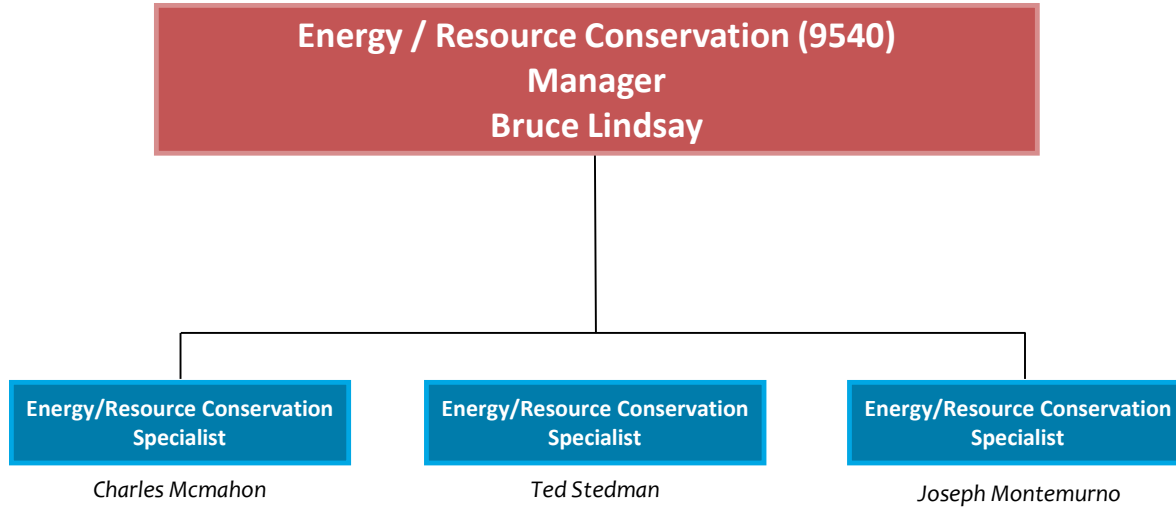 Energy / Resource Conservation (9540)
Manager
Bruce Lindsay
Energy/Resource Conservation
Specialist
Charles Mcmahon
Energy/Resource Conservation
Specialist
Ted Stedman
Energy/Resource Conservation
Specialist
Joseph Montemurno